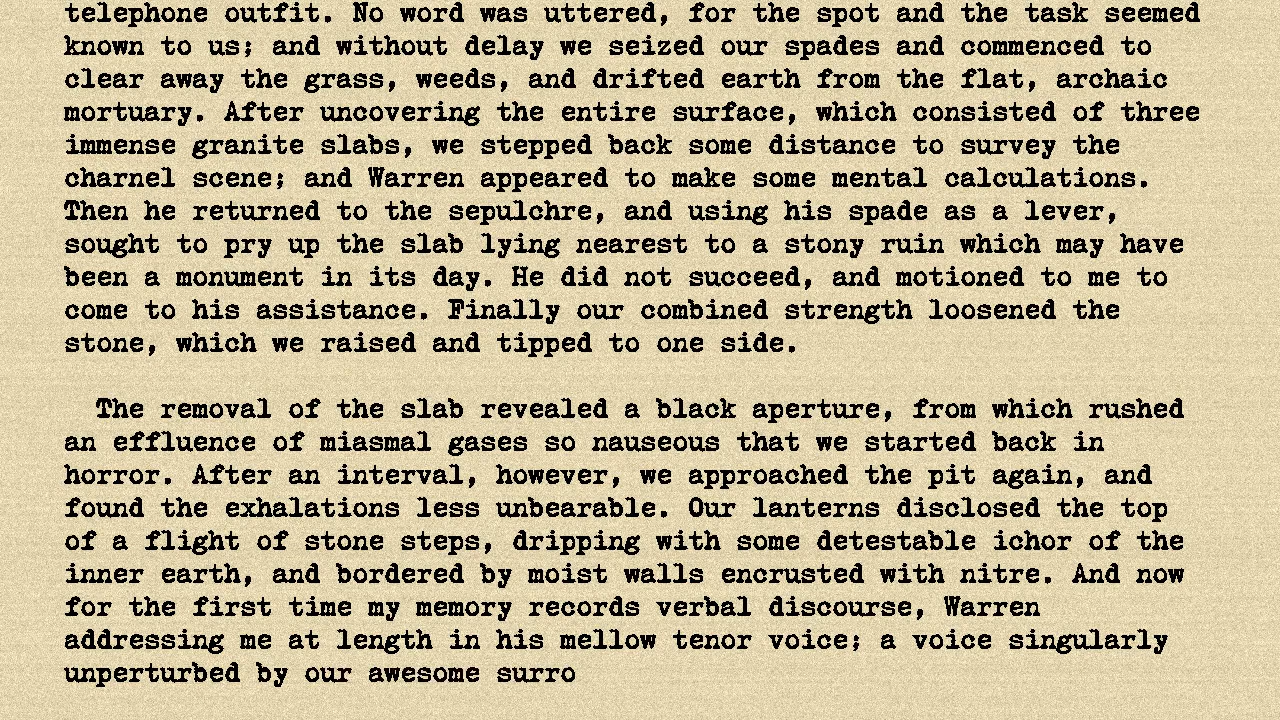 telephone outfit. No word was uttered, for the spot and the task seemed
known to us; and without delay we seized our spades and commenced to
clear away the grass, weeds, and drifted earth from the flat, archaic
mortuary. After uncovering the entire surface, which consisted of three
immense granite slabs, we stepped back some distance to survey the
charnel scene; and Warren appeared to make some mental calculations.
Then he returned to the sepulchre, and using his spade as a lever,
sought to pry up the slab lying nearest to a stony ruin which may have
been a monument in its day. He did not succeed, and motioned to me to
come to his assistance. Finally our combined strength loosened the
stone, which we raised and tipped to one side.

The removal of the slab revealed a black aperture, from which rushed
an effluence of miasmal gases so nauseous that we started back in
horror. After an interval, however, we approached the pit again, and
found the exhalations less unbearable. Our lanterns disclosed the top
of a flight of stone steps, dripping with some detestable ichor of the
inner earth, and bordered by moist walls encrusted with nitre. And now
for the first time my memory records verbal discourse, Warren
addressing me at length in his mellow tenor voice; a voice singularly
unperturbed by our awesome surro